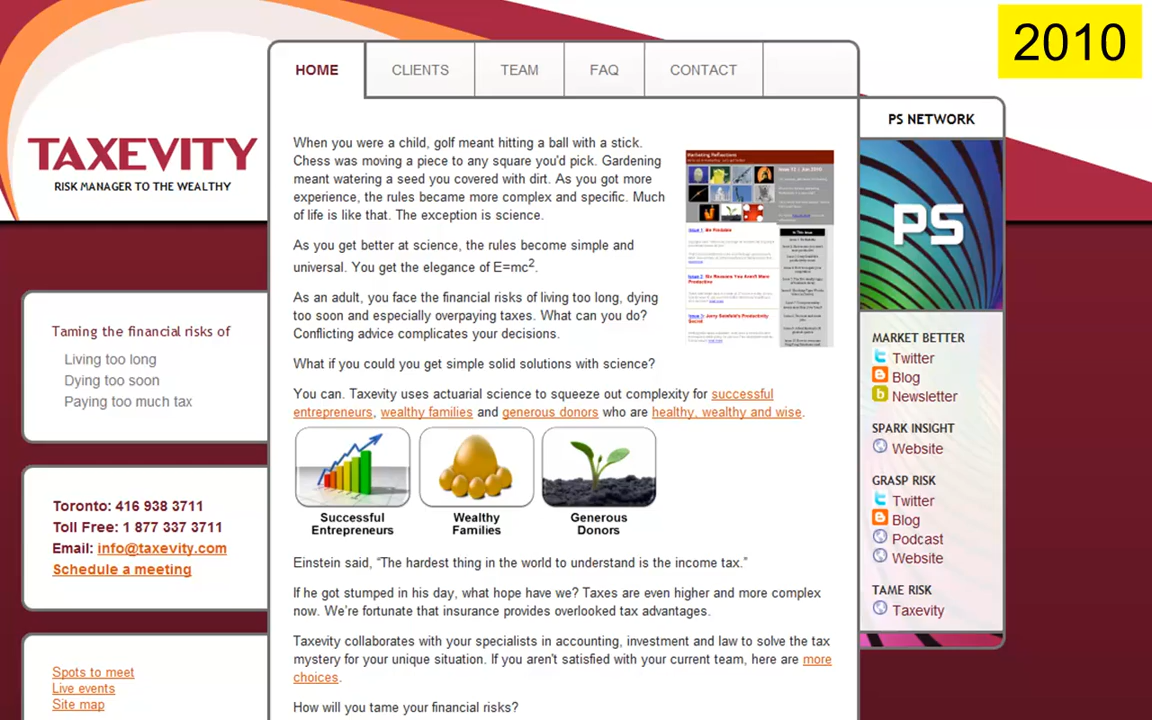 2010
HOME
CLIENTS
TEAM
FAQ
CONTACT
PS NETWORK
TAXEVITY
RISK MANAGER TO THE WEALTHY
When you were a child, golf meant hitting a ball with a stick.
Chess was moving a piece to any square you'd pick. Gardening
meant watering a seed you covered with dirt. As you got more
experience, the rules became more complex and specific. Much
of life is like that. The exception is science.
As you get better at science, the rules become simple and
universal. You get the elegance of E=mc².
As an adult, you face the financial risks of living too long, dying
too soon and especially overpaying taxes. What can you do?
Conflicting advice complicates your decisions.
What if you could you get simple solid solutions with science?
You can. Taxevity uses actuarial science to squeeze out complexity for successful
entrepreneurs, wealthy families and generous donors who are healthy, wealthy and wise.
Successful
Entrepreneurs
Wealthy
Families
Generous
Donors
Einstein said, “The hardest thing in the world to understand is the income tax.”
If he got stumped in his day, what hope have we? Taxes are even higher and more complex
now. We’re fortunate that insurance provides overlooked tax advantages.
Taxevity collaborates with your specialists in accounting, investment and law to solve the tax
mystery for your unique situation. If you aren't satisfied with your current team, here are more
choices.
How will you tame your financial risks?
Taming the financial risks of
Living too long
Dying too soon
Paying too much tax
Toronto: 416 938 3711
Toll Free: 1 877 337 3711
Email: info@taxevity.com
Schedule a meeting
Spots to meet
Live events
Site map
Marketing Reflections
PS
MARKET BETTER
Twitter
Blog
Newsletter
SPARK INSIGHT
Website
GRASP RISK
Twitter
Blog
Podcast
Website
TAME RISK
Taxevity